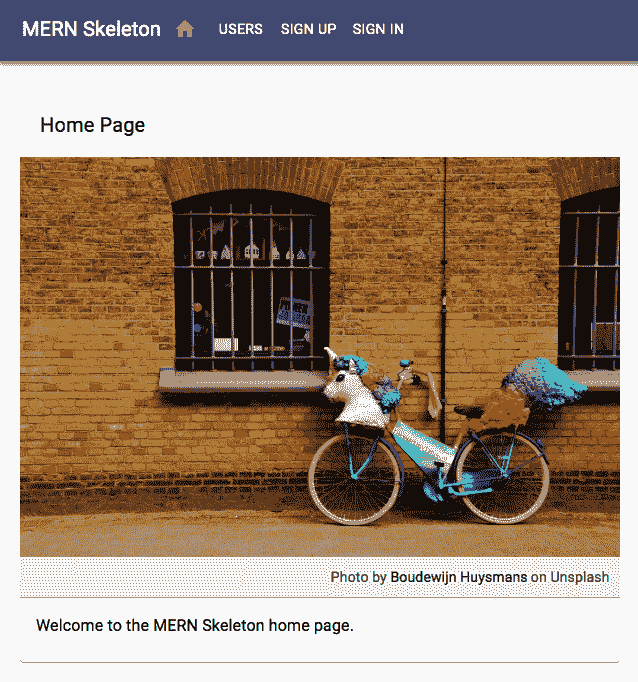 MERN Skeleton USERS SIGN UP SIGN IN
Home Page
Photo by Boudewijn Huysmans on Unsplash
Welcome to the MERN Skeleton home page.